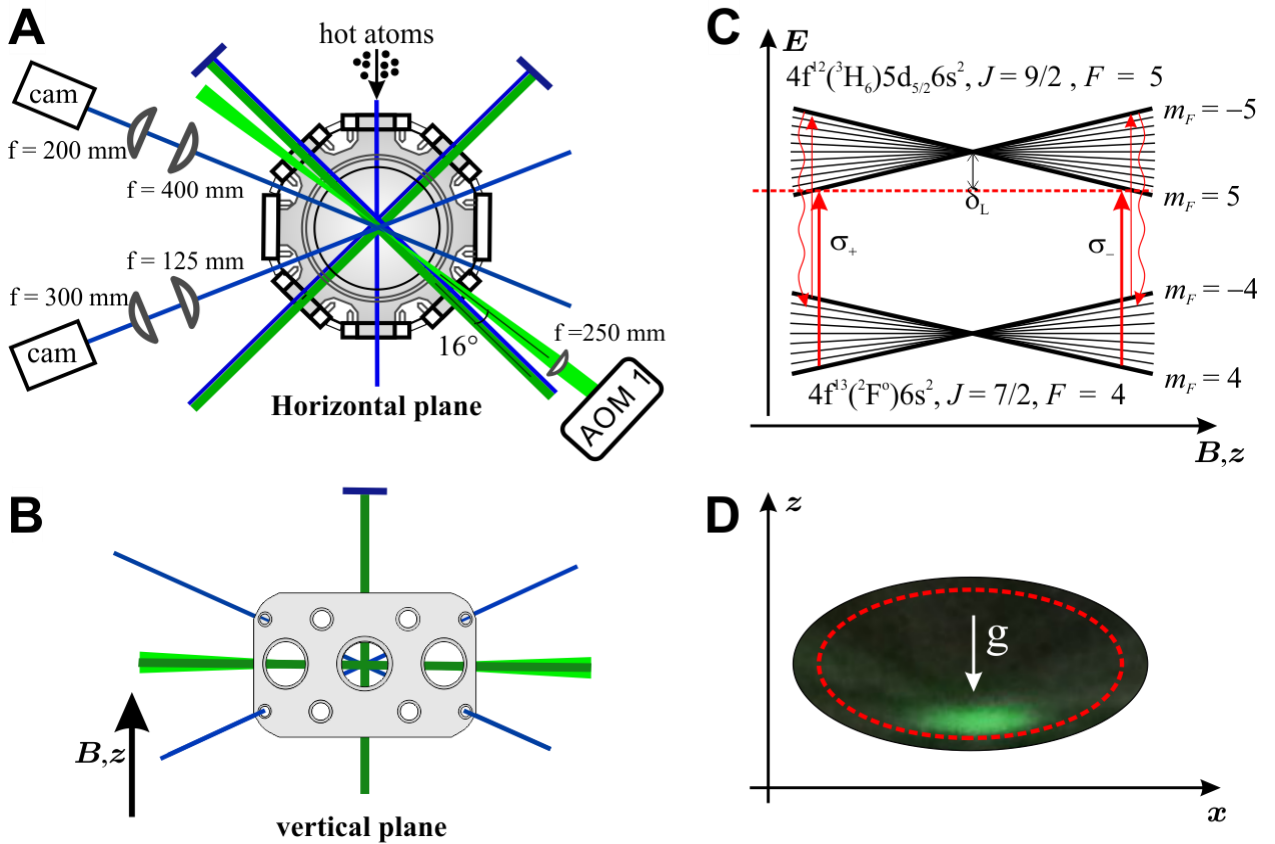 A
hot atoms
cam
f = 200 mm
f = 400 mm
f = 125 mm
f = 300 mm
cam
16°
f =250 mm
AOM 1
Horizontal plane
B
B,z
vertical plane
C
E
4f¹²(³H₆)5d₅/₂6s², J = 9/2 , F = 5
m_F = –5
δ_L
m_F = 5
σ₊
σ₋
m_F = –4
4f¹³(²Fᵒ)6s², J = 7/2, F = 4
m_F = 4
B,z
D
z
g
x